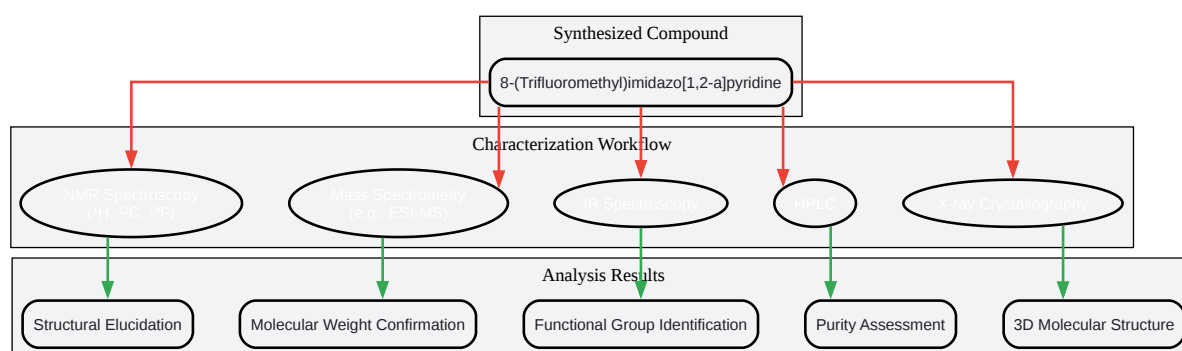 Synthesized Compound
8-(Trifluoromethyl)imidazo[1,2-a]pyridine
Characterization Workflow
NMR Spectroscopy
(¹H, ¹³C, ¹⁹F)
Mass Spectrometry
(e.g., ESI-MS)
IR Spectroscopy
HPLC
X-ray Crystallography
Analysis Results
Structural Elucidation
Molecular Weight Confirmation
Functional Group Identification
Purity Assessment
3D Molecular Structure